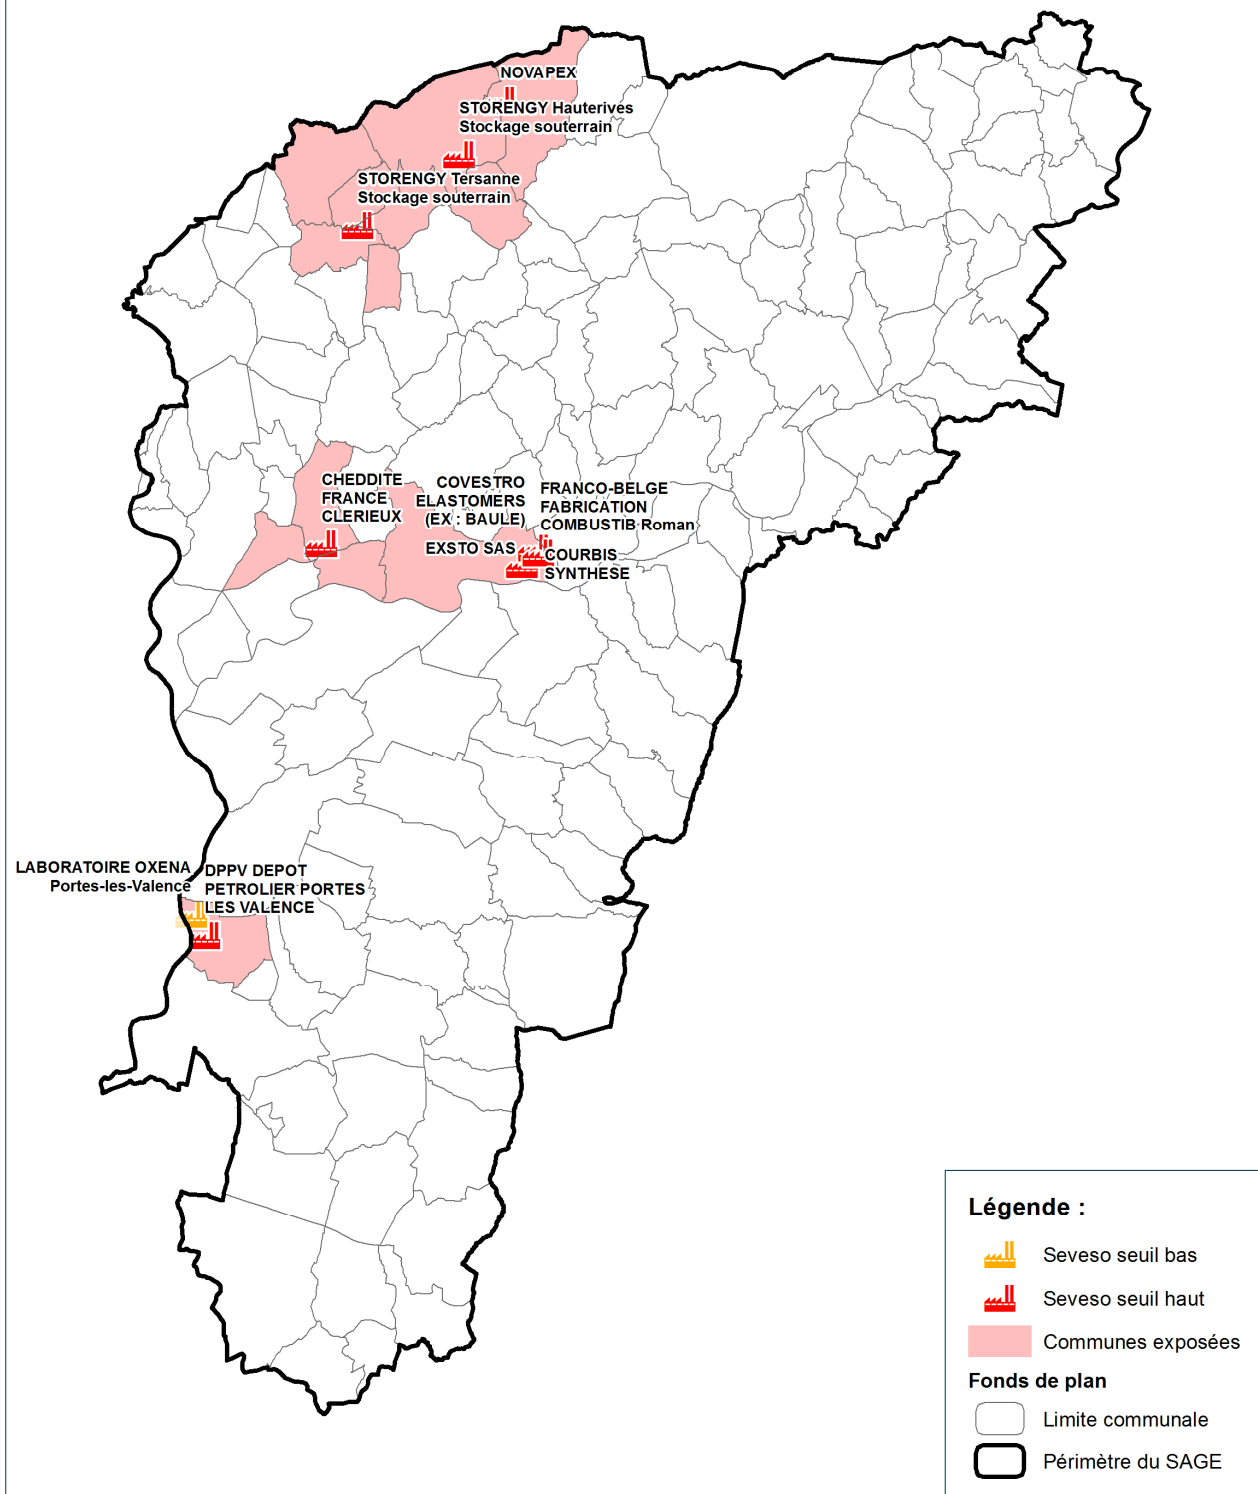 NOVAPEX
STORENGY Hauterives
Stockage souterrain
STORENGY Tersanne
Stockage souterrain
CHEDDITE
FRANCE
CLERIEUX
COVESTRO
ELASTOMERS
(EX : BAULE)
FRANCO-BELGE
FABRICATION
COMBUSTIB Roman
EXSTO SAS
COURBIS
SYNTHESE
LABORATOIRE OXENA
Portes-les-Valence
DPPV DEPOT
PETROLIER PORTES
LES VALENCE
Légende :
Seveso seuil bas
Seveso seuil haut
Communes exposées
Fonds de plan
Limite communale
Périmètre du SAGE